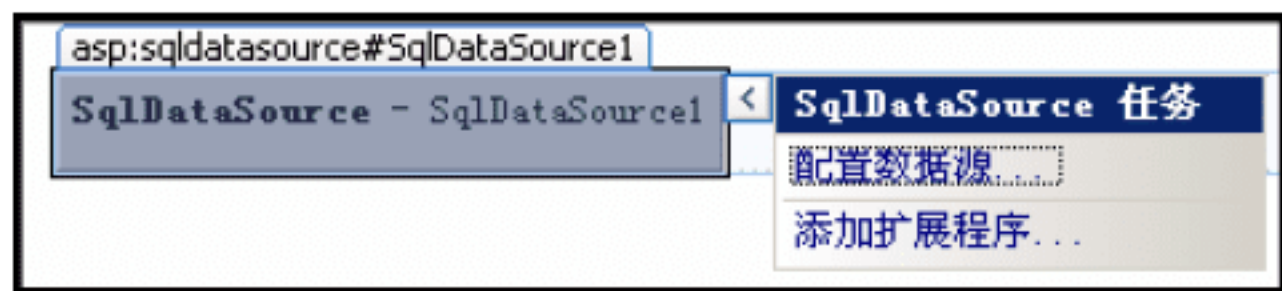 asp:sqldatasource#SqlDataSource1
SqlDataSource - SqlDataSource1
<
SqlDataSource 任务
配置数据源...
添加扩展程序...